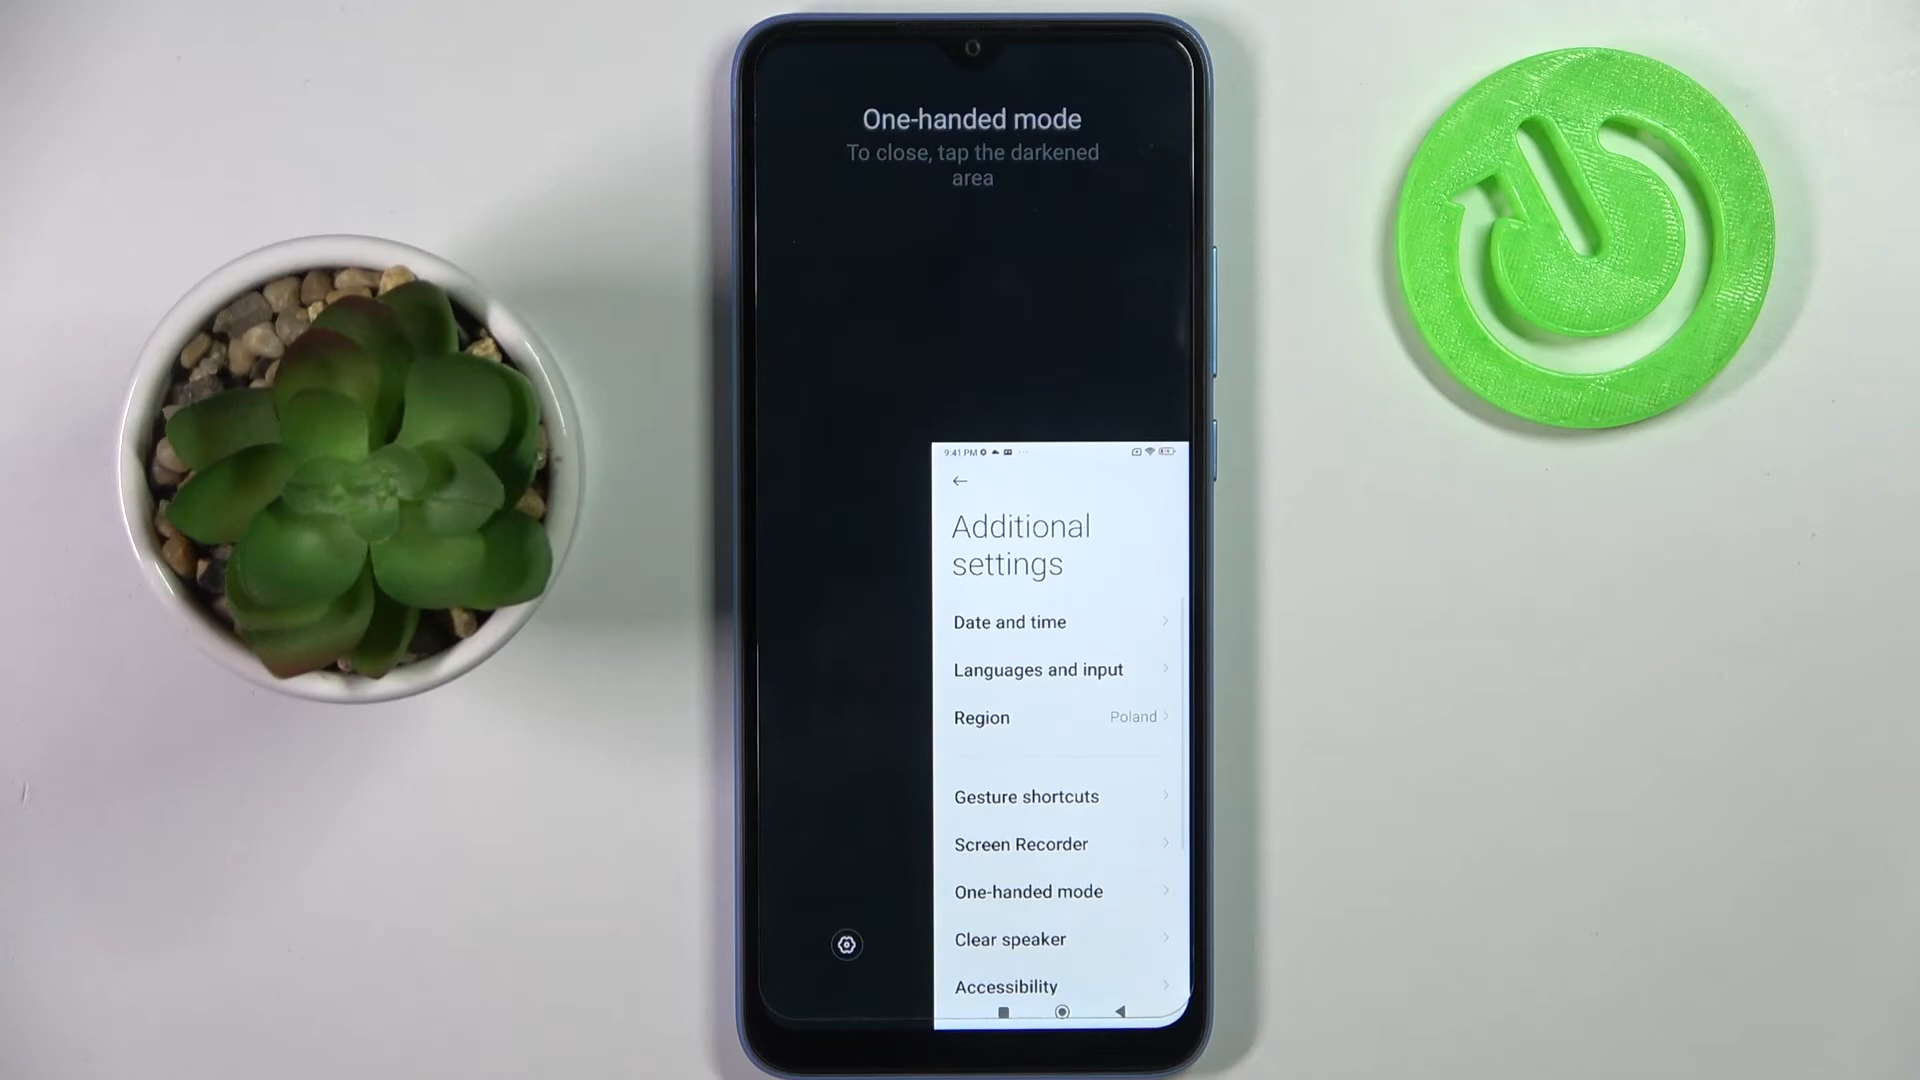 One-handed mode
To close, tap the darkened
area
9:41 PM
Additional
settings
Date and time
Languages and input
Region Poland
Gesture shortcuts
Screen Recorder
One-handed mode
Clear speaker
Accessibility